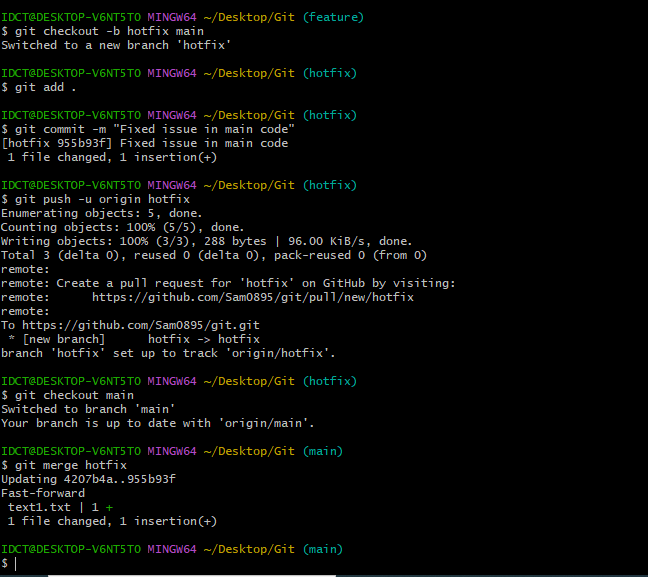 IDCT@DESKTOP-V6NT5TO MINGW64 ~/Desktop/Git (feature)
$ git checkout -b hotfix main
Switched to a new branch 'hotfix'
IDCT@DESKTOP-V6NT5TO MINGW64 ~/Desktop/Git (hotfix)
$ git add .
IDCT@DESKTOP-V6NT5TO MINGW64 ~/Desktop/Git (hotfix)
$ git commit -m "Fixed issue in main code"
[hotfix 955b93f] Fixed issue in main code
 1 file changed, 1 insertion(+)
IDCT@DESKTOP-V6NT5TO MINGW64 ~/Desktop/Git (hotfix)
$ git push -u origin hotfix
Enumerating objects: 5, done.
Counting objects: 100% (5/5), done.
Writing objects: 100% (3/3), 288 bytes | 96.00 KiB/s, done.
Total 3 (delta 0), reused 0 (delta 0), pack-reused 0 (from 0)
remote:
remote: Create a pull request for 'hotfix' on GitHub by visiting:
remote:      https://github.com/Sam0895/git/pull/new/hotfix
remote:
To https://github.com/Sam0895/git.git
 * [new branch]      hotfix -> hotfix
branch 'hotfix' set up to track 'origin/hotfix'.
IDCT@DESKTOP-V6NT5TO MINGW64 ~/Desktop/Git (hotfix)
$ git checkout main
Switched to branch 'main'
Your branch is up to date with 'origin/main'.
IDCT@DESKTOP-V6NT5TO MINGW64 ~/Desktop/Git (main)
$ git merge hotfix
Updating 4207b4a..955b93f
Fast-forward
 text1.txt | 1 +
 1 file changed, 1 insertion(+)
IDCT@DESKTOP-V6NT5TO MINGW64 ~/Desktop/Git (main)
$